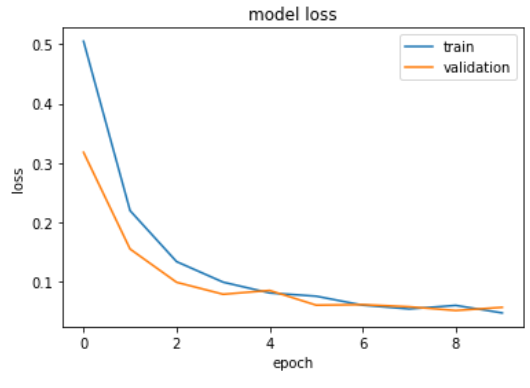 model loss
train
validation
0.5
0.4
0.3
0.2
0.1
loss
0 2 4 6 8
epoch